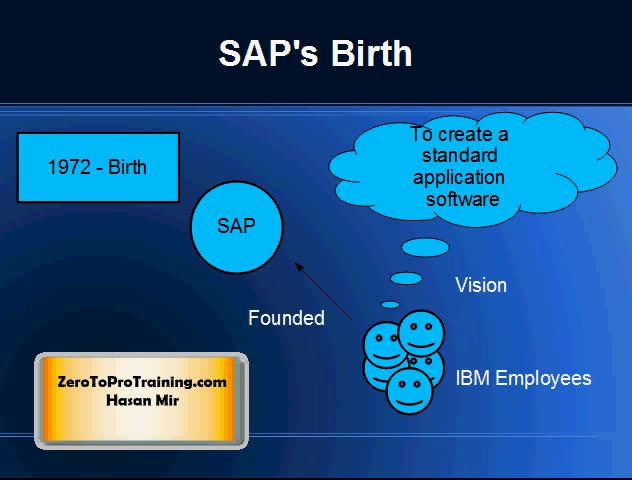 SAP's Birth
1972 - Birth
To create a
standard
application
software
SAP
Vision
Founded
IBM Employees
ZeroToProTraining.com
Hasan Mir